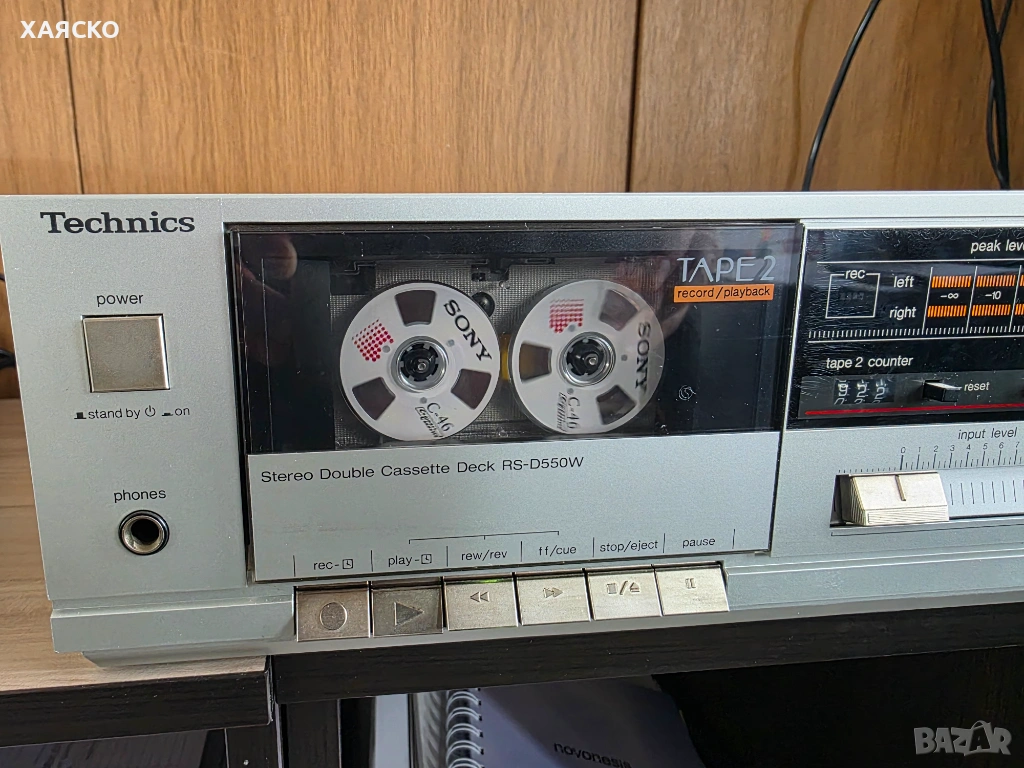 ХАЯСКО
Technics
power
stand by on
phones
TAPE 2
record/playback
SONY
C-46
SONY
C-46
Stereo Double Cassette Deck RS-D550W
rec- play- rew/rev ff/cue stop/eject pause
peak
rec
left
right
-∞ -10
tape 2 counter
reset
input level
0 1 2 3 4 5 6 7
novonesis
BAZAR